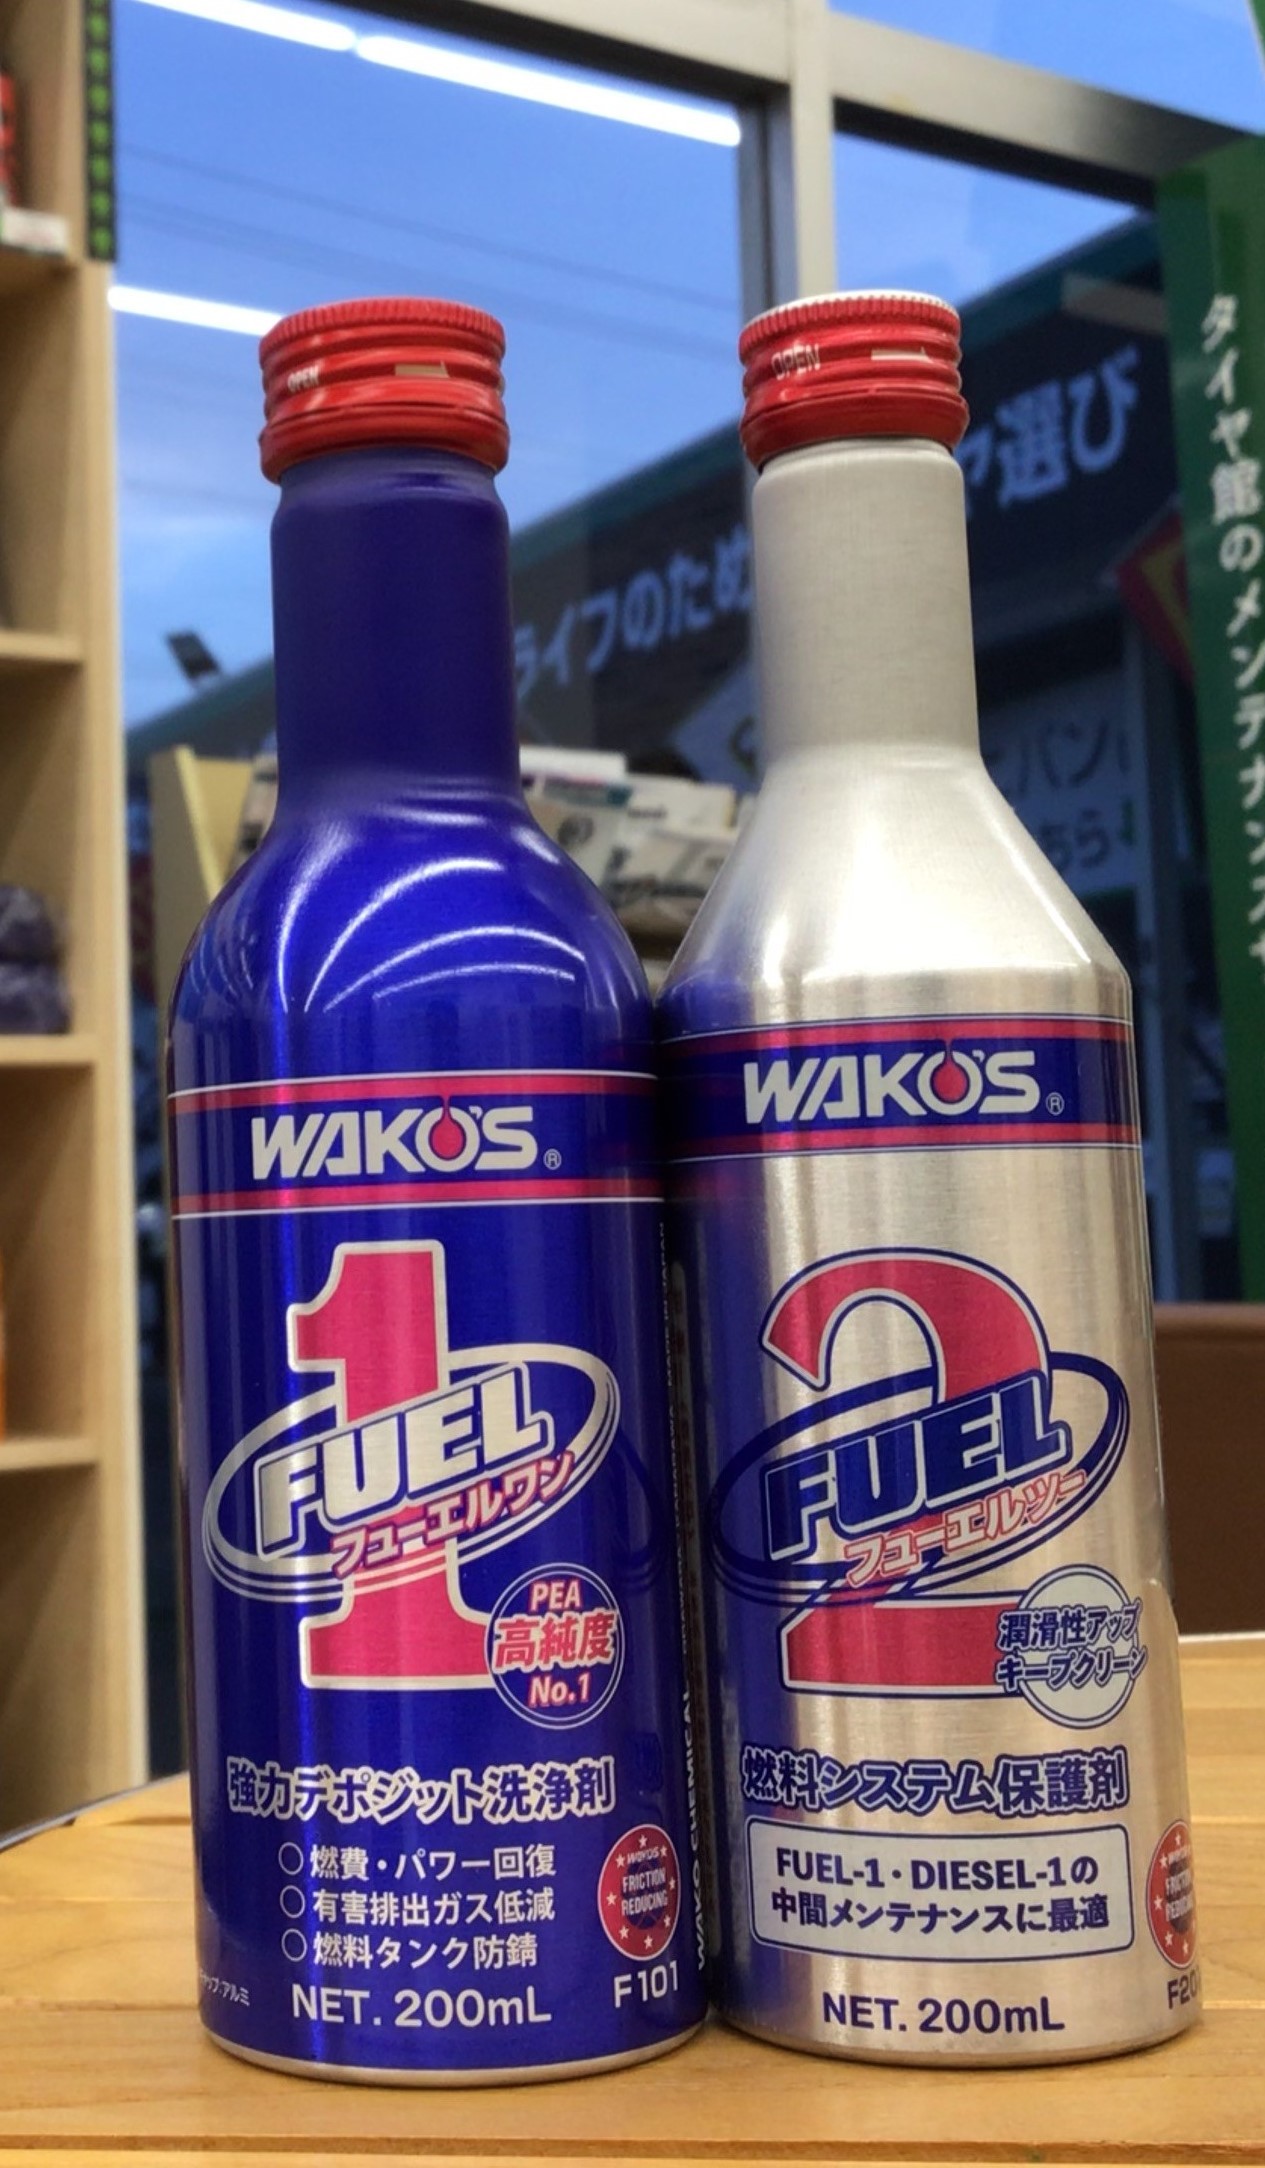 OPEN
WAKO'S®
1
FUEL
フューエルワン
PEA
高純度
No.1
強力デポジット洗浄剤
○燃費・パワー回復
○有害排出ガス低減
○燃料タンク防錆
WAKO'S
FRICTION
REDUCING
F101
NET. 200mL
OPEN
WAKO'S®
2
FUEL
フューエルツー
潤滑性アップ
キープクリーン
燃料システム保護剤
FUEL-1・DIESEL-1の
中間メンテナンスに最適
NET. 200mL
ライフのため
選び
タイヤ館のメンテナンス